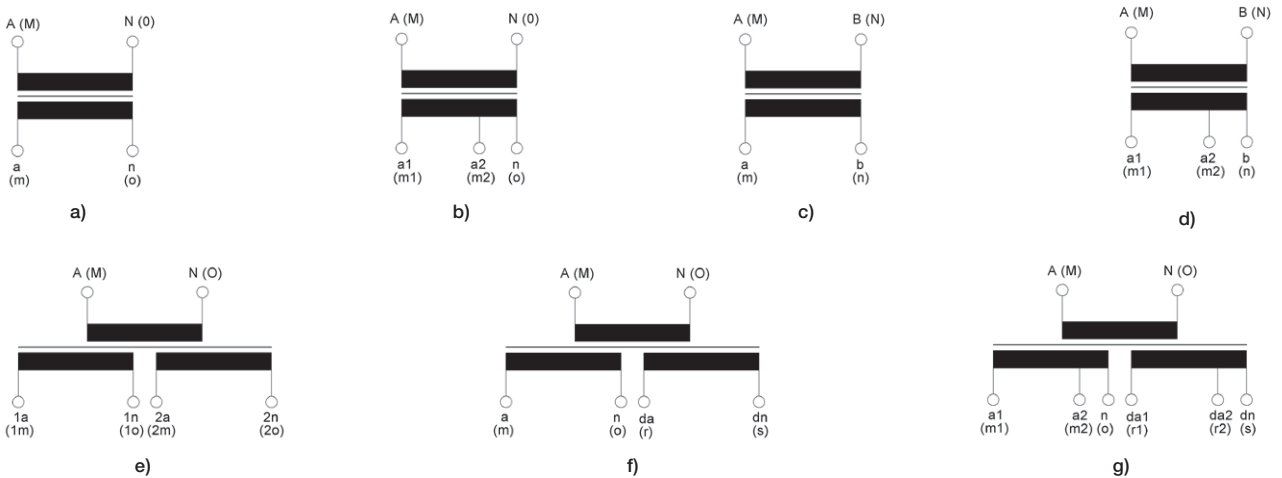 A (M) N (0) A (M) N (0) A (M) B (N) A (M) B (N)
a n a1 a2 n a b a1 a2 b
(m) (o) (m1) (m2) (o) (m) (n) (m1) (m2) (n)
a) b) c) d)
A (M) N (O) A (M) N (O) A (M) N (O)
1a 1n 2a 2n a n da dn a1 a2 n da1 da2 dn
(1m) (1o) (2m) (2o) (m) (o) (r) (s) (m1) (m2) (o) (r1) (r2) (s)
e) f) g)